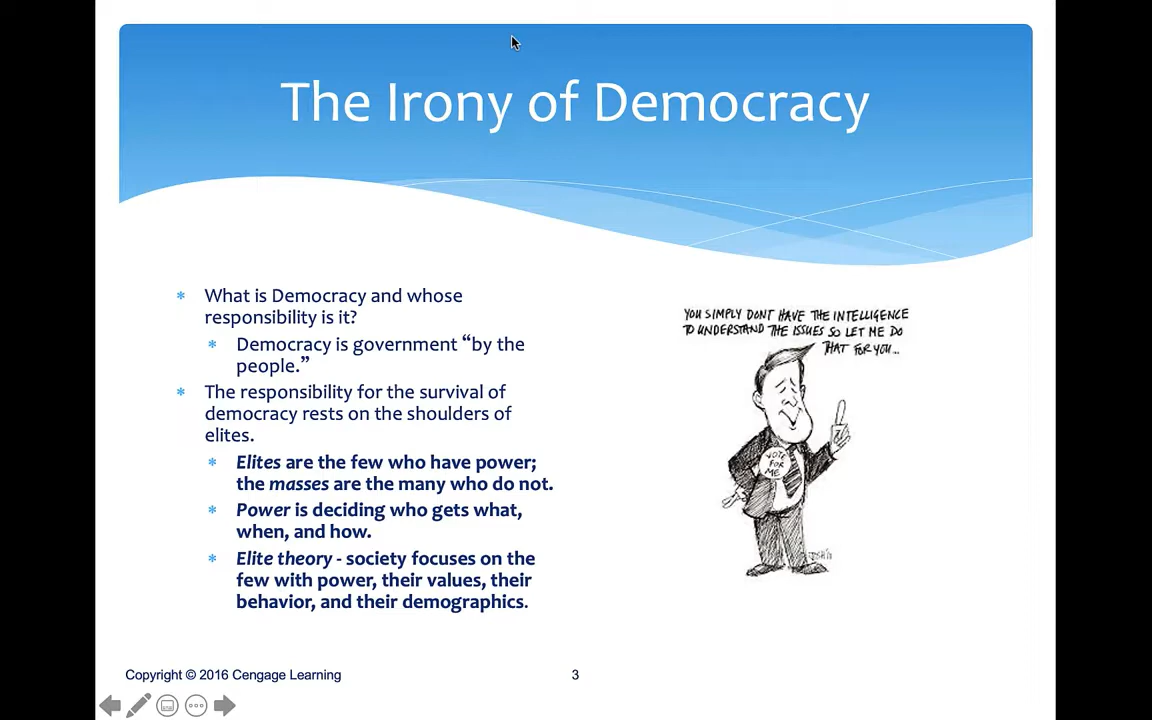 The Irony of Democracy
* What is Democracy and whose
responsibility is it?
* Democracy is government “by the
people.”
* The responsibility for the survival of
democracy rests on the shoulders of
elites.
* Elites are the few who have power;
the masses are the many who do not.
* Power is deciding who gets what,
when, and how.
* Elite theory - society focuses on the
few with power, their values, their
behavior, and their demographics.
YOU SIMPLY DON'T HAVE THE INTELLIGENCE
TO UNDERSTAND THE ISSUES SO LET ME DO
THAT FOR YOU...
VOTE
FOR
ME
Copyright © 2016 Cengage Learning
3